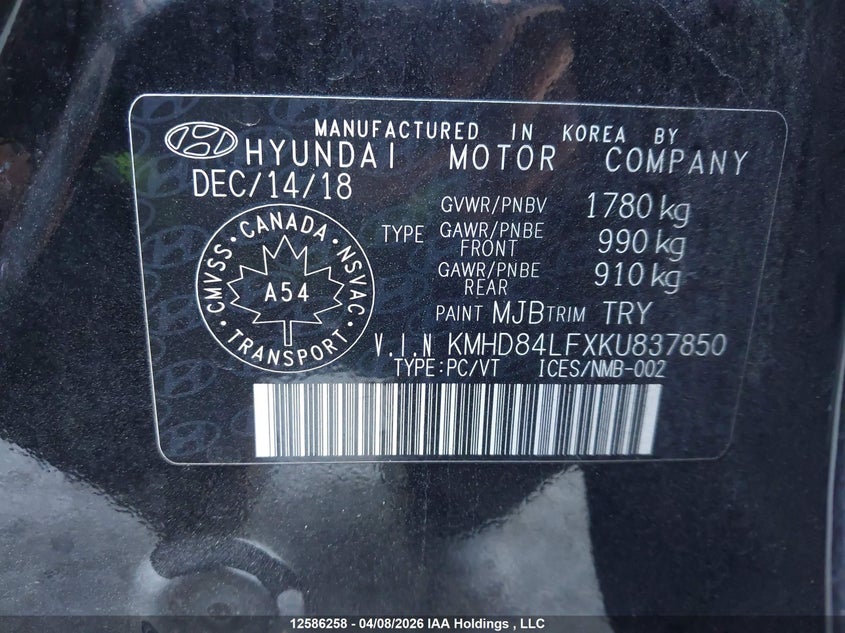 MANUFACTURED IN KOREA BY
HYUNDAI MOTOR COMPANY
DEC/14/18
GVWR/PNBV 1780 kg
TYPE GAWR/PNBE FRONT 990 kg
GAWR/PNBE REAR 910 kg
PAINT MJB TRIM TRY
CMVSS · CANADA · NSVAC · TRANSPORT ·
A54
V.I.N KMHD84LFXKU837850
TYPE:PC/VT ICES/NMB-002
12586258 - 04/08/2026 IAA Holdings , LLC